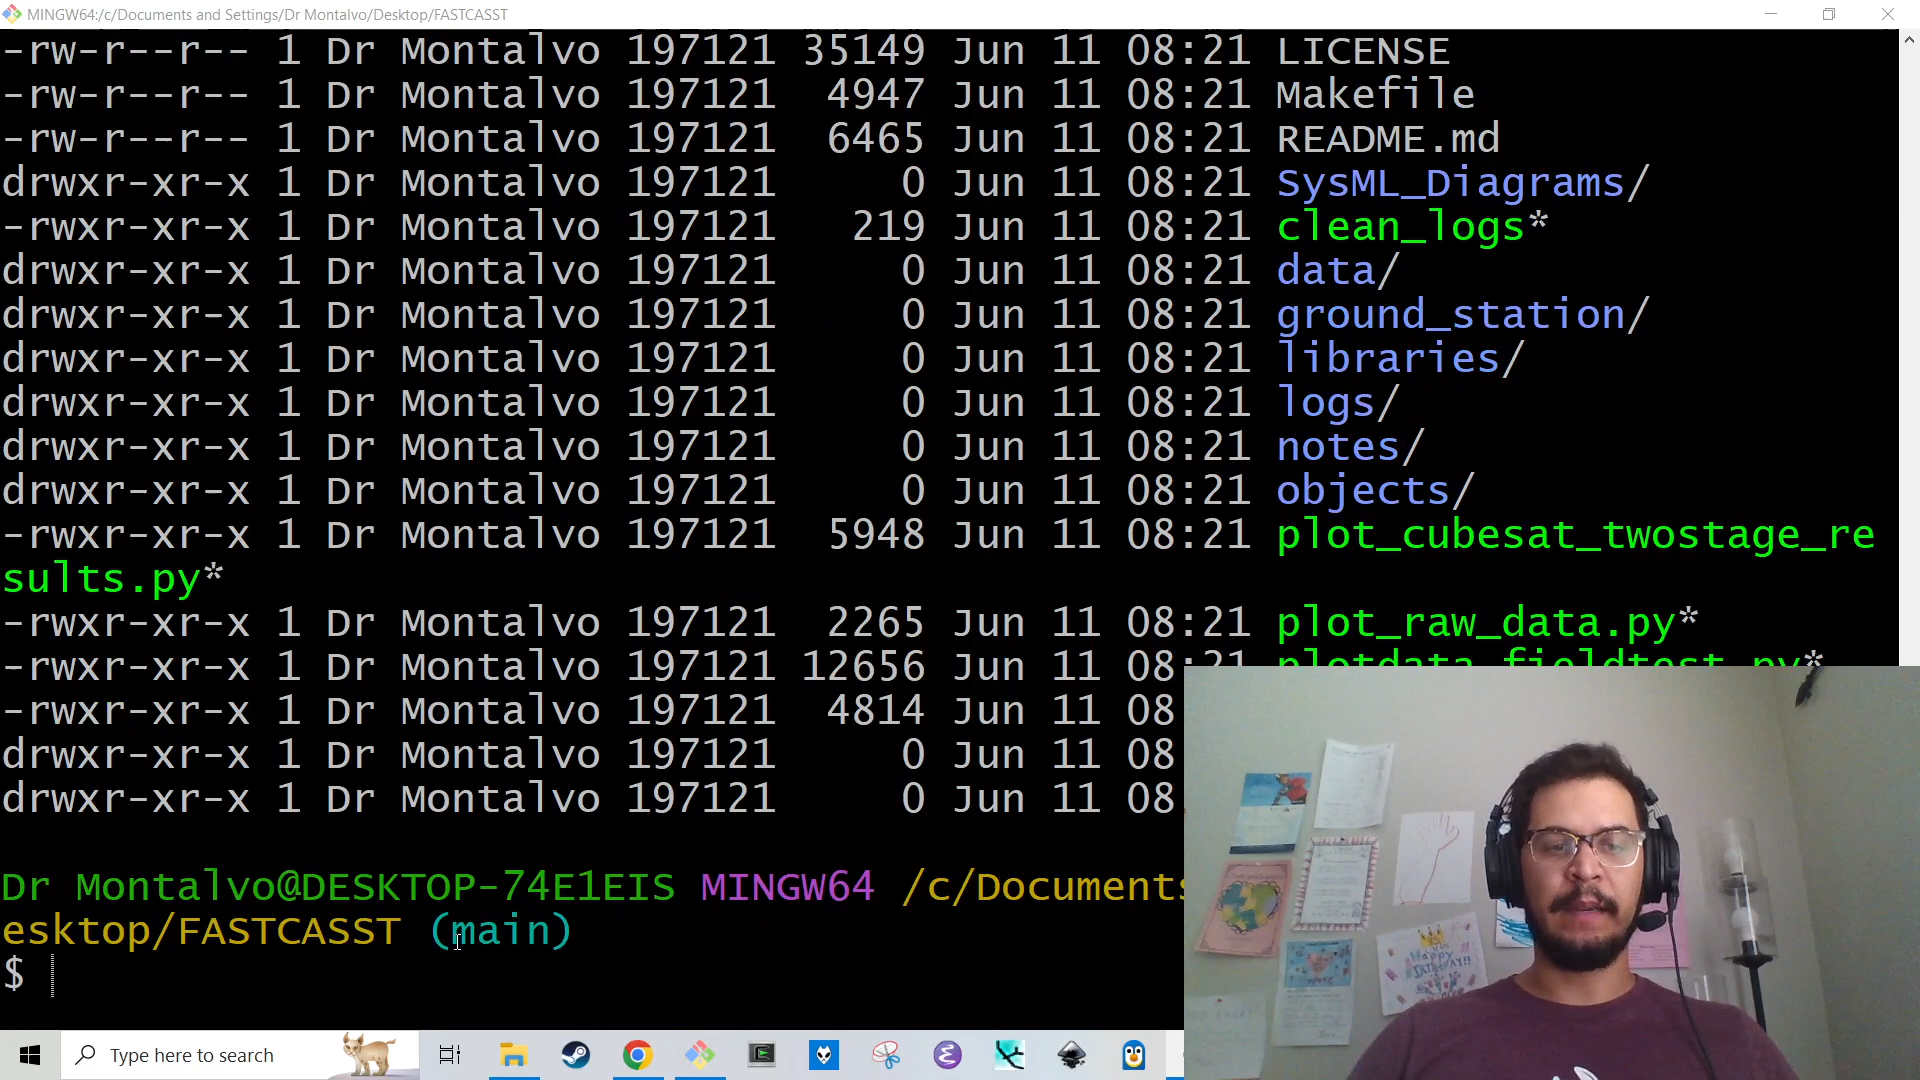 MINGW64:/c/Documents and Settings/Dr Montalvo/Desktop/FASTCASST
-rw-r--r-- 1 Dr Montalvo 197121 35149 Jun 11 08:21 LICENSE
-rw-r--r-- 1 Dr Montalvo 197121 4947 Jun 11 08:21 Makefile
-rw-r--r-- 1 Dr Montalvo 197121 6465 Jun 11 08:21 README.md
drwxr-xr-x 1 Dr Montalvo 197121 0 Jun 11 08:21 SysML_Diagrams/
-rwxr-xr-x 1 Dr Montalvo 197121 219 Jun 11 08:21 clean_logs*
drwxr-xr-x 1 Dr Montalvo 197121 0 Jun 11 08:21 data/
drwxr-xr-x 1 Dr Montalvo 197121 0 Jun 11 08:21 ground_station/
drwxr-xr-x 1 Dr Montalvo 197121 0 Jun 11 08:21 libraries/
drwxr-xr-x 1 Dr Montalvo 197121 0 Jun 11 08:21 logs/
drwxr-xr-x 1 Dr Montalvo 197121 0 Jun 11 08:21 notes/
drwxr-xr-x 1 Dr Montalvo 197121 0 Jun 11 08:21 objects/
-rwxr-xr-x 1 Dr Montalvo 197121 5948 Jun 11 08:21 plot_cubesat_twostage_re
sults.py*
-rwxr-xr-x 1 Dr Montalvo 197121 2265 Jun 11 08:21 plot_raw_data.py*
-rwxr-xr-x 1 Dr Montalvo 197121 12656 Jun 11 08:21 plotdata_fieldtest.py*
-rwxr-xr-x 1 Dr Montalvo 197121 4814 Jun 11 08
drwxr-xr-x 1 Dr Montalvo 197121 0 Jun 11 08
drwxr-xr-x 1 Dr Montalvo 197121 0 Jun 11 08
Dr Montalvo@DESKTOP-74E1EIS MINGW64 /c/Documents
esktop/FASTCASST (main)
$
Happy
BIRTHDAY!!
Type here to search